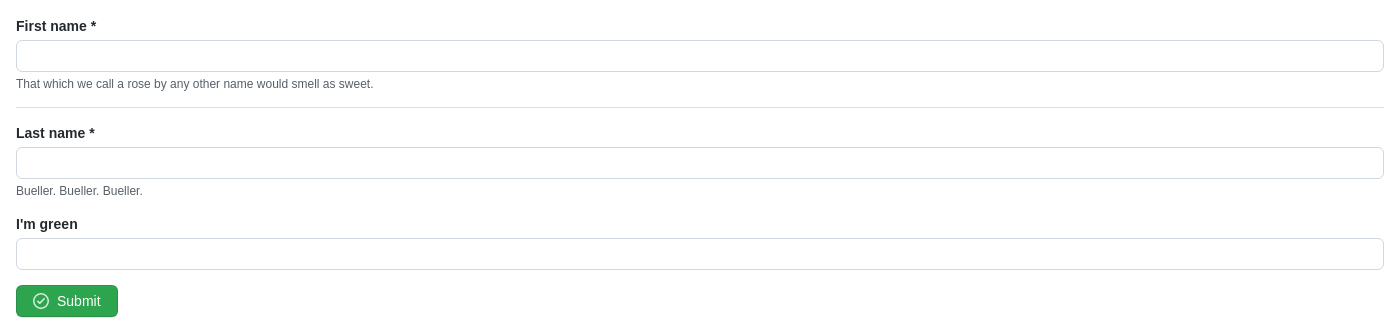 First name *
That which we call a rose by any other name would smell as sweet.
Last name *
Bueller. Bueller. Bueller.
I'm green
Submit